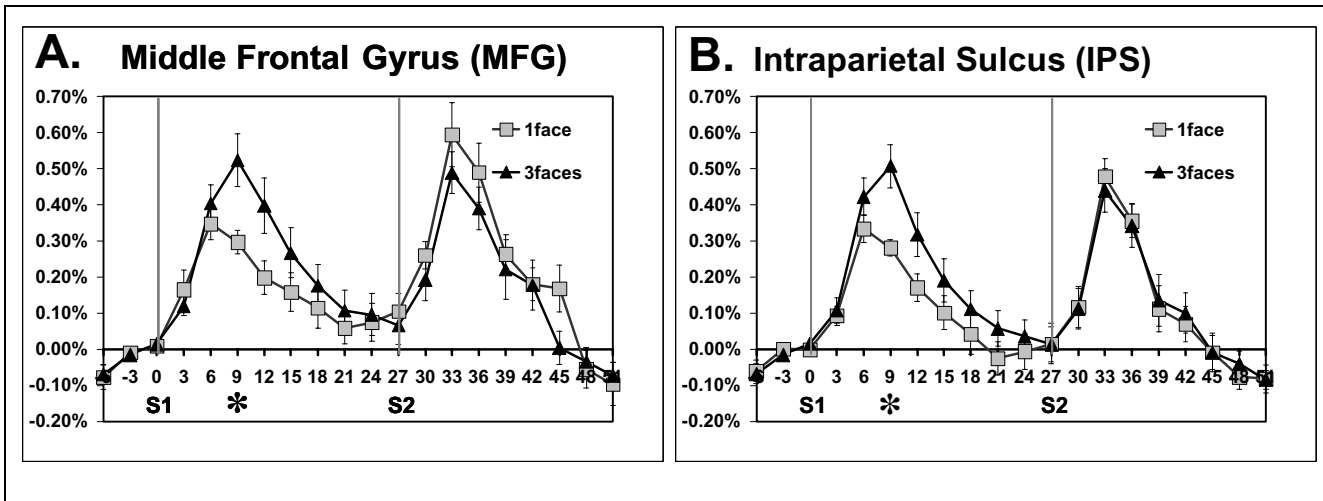 A. Middle Frontal Gyrus (MFG)
0.70%
0.60%
0.50%
0.40%
0.30%
0.20%
0.10%
0.00%
-0.10%
-0.20%
1face
3faces
-3 0 3 6 9 12 15 18 21 24 27 30 33 36 39 42 45 48 51
S1 * S2
B. Intraparietal Sulcus (IPS)
0.70%
0.60%
0.50%
0.40%
0.30%
0.20%
0.10%
0.00%
-0.10%
-0.20%
1face
3faces
-3 0 3 6 9 12 15 18 21 24 27 30 33 36 39 42 45 48 51
S1 * S2